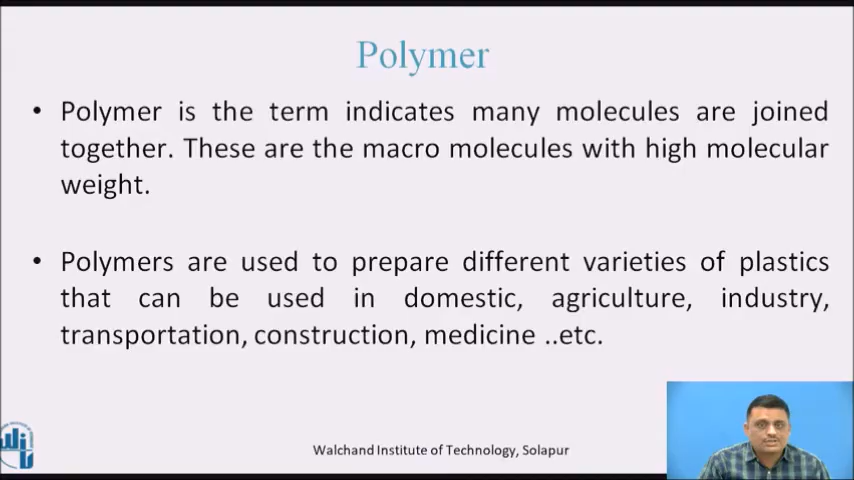 Polymer
• Polymer is the term indicates many molecules are joined
together. These are the macro molecules with high molecular
weight.
• Polymers are used to prepare different varieties of plastics
that can be used in domestic, agriculture, industry,
transportation, construction, medicine ..etc.
Walchand Institute of Technology, Solapur